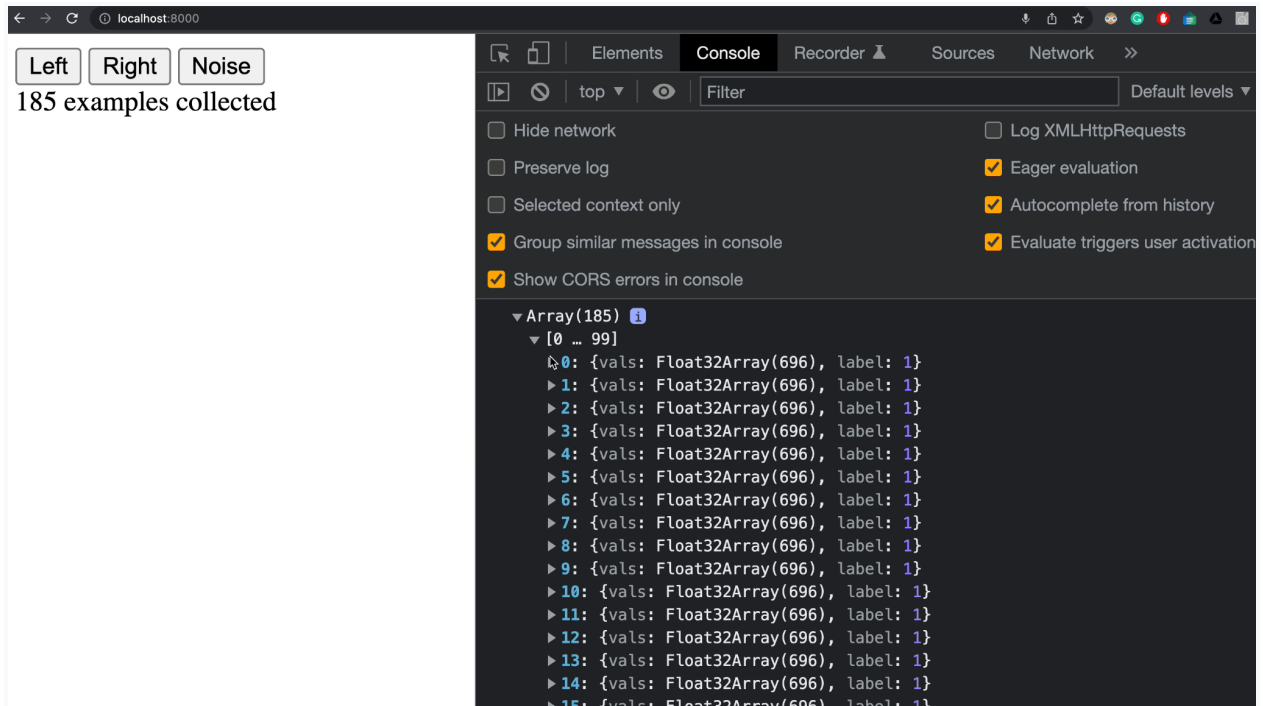 localhost:8000
Left Right Noise
185 examples collected
Elements Console Recorder Sources Network »
top ▼ Filter Default levels ▼
Hide network Log XMLHttpRequests
Preserve log Eager evaluation
Selected context only Autocomplete from history
Group similar messages in console Evaluate triggers user activation
Show CORS errors in console
▼Array(185) i
▼[0 … 99]
0: {vals: Float32Array(696), label: 1}
▶1: {vals: Float32Array(696), label: 1}
▶2: {vals: Float32Array(696), label: 1}
▶3: {vals: Float32Array(696), label: 1}
▶4: {vals: Float32Array(696), label: 1}
▶5: {vals: Float32Array(696), label: 1}
▶6: {vals: Float32Array(696), label: 1}
▶7: {vals: Float32Array(696), label: 1}
▶8: {vals: Float32Array(696), label: 1}
▶9: {vals: Float32Array(696), label: 1}
▶10: {vals: Float32Array(696), label: 1}
▶11: {vals: Float32Array(696), label: 1}
▶12: {vals: Float32Array(696), label: 1}
▶13: {vals: Float32Array(696), label: 1}
▶14: {vals: Float32Array(696), label: 1}
▶15: {vals: Float32Array(696), label: 1}